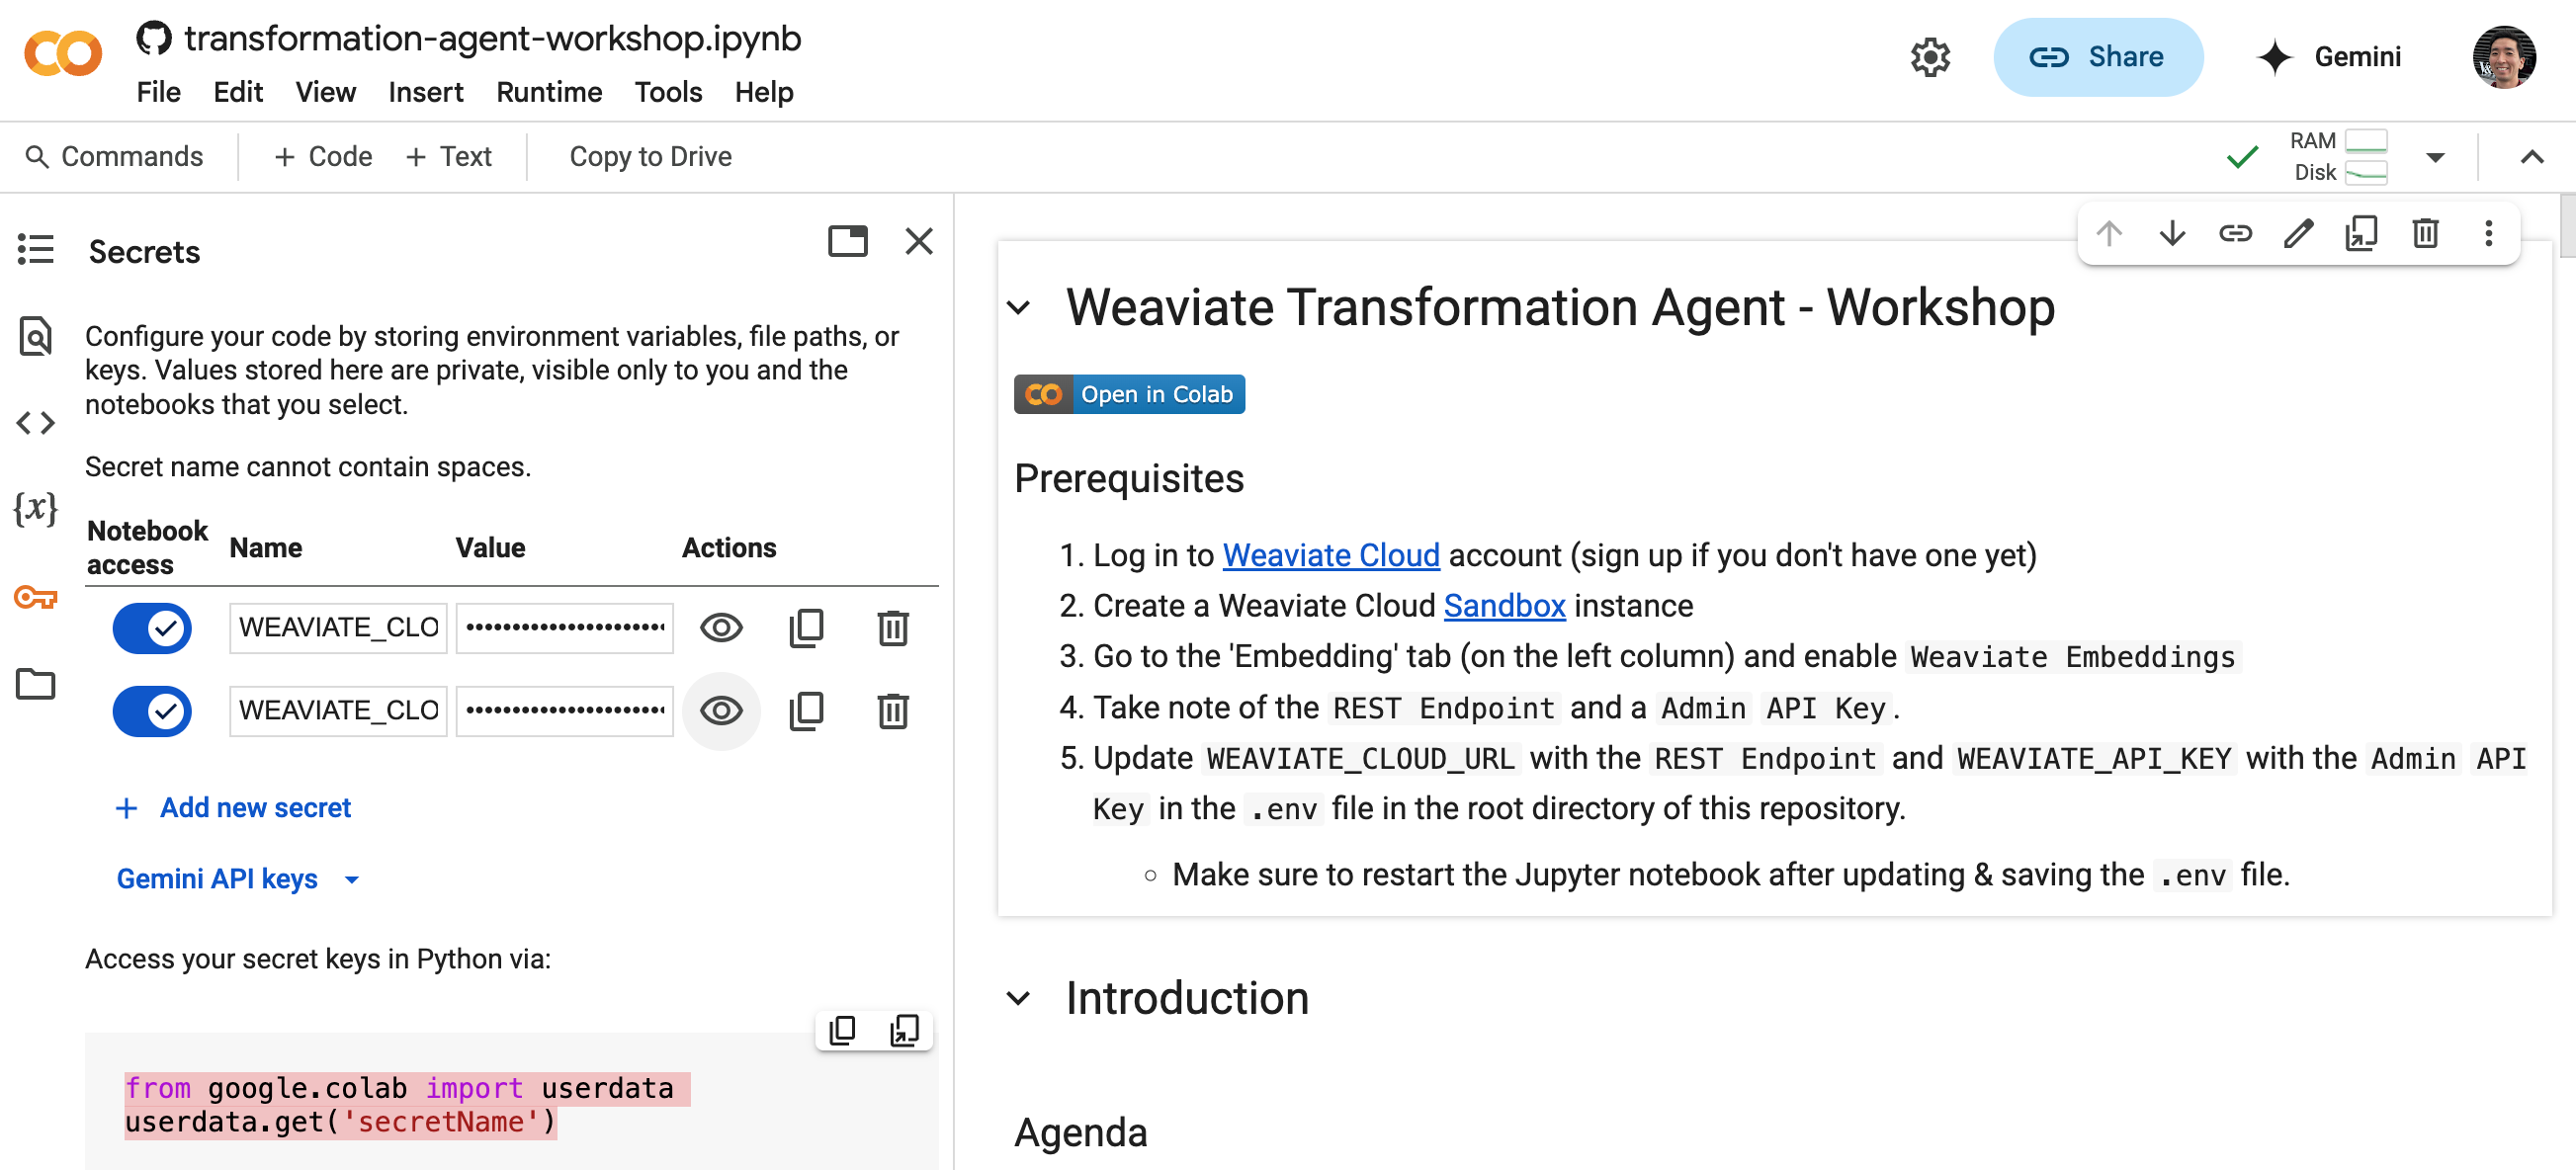 transformation-agent-workshop.ipynb
File Edit View Insert Runtime Tools Help
Share
Gemini
Commands
+ Code + Text
Copy to Drive
RAM
Disk
Secrets
Configure your code by storing environment variables, file paths, or
keys. Values stored here are private, visible only to you and the
notebooks that you select.
Secret name cannot contain spaces.
Notebook access Name Value Actions
WEAVIATE_CLO ••••••••••••••••••••••
WEAVIATE_CLO ••••••••••••••••••••••
+ Add new secret
Gemini API keys
Access your secret keys in Python via:
from google.colab import userdata
userdata.get('secretName')
Weaviate Transformation Agent - Workshop
Open in Colab
Prerequisites
1. Log in to Weaviate Cloud account (sign up if you don't have one yet)
2. Create a Weaviate Cloud Sandbox instance
3. Go to the 'Embedding' tab (on the left column) and enable Weaviate Embeddings
4. Take note of the REST Endpoint and a Admin API Key.
5. Update WEAVIATE_CLOUD_URL with the REST Endpoint and WEAVIATE_API_KEY with the Admin API
Key in the .env file in the root directory of this repository.
◦ Make sure to restart the Jupyter notebook after updating & saving the .env file.
Introduction
Agenda